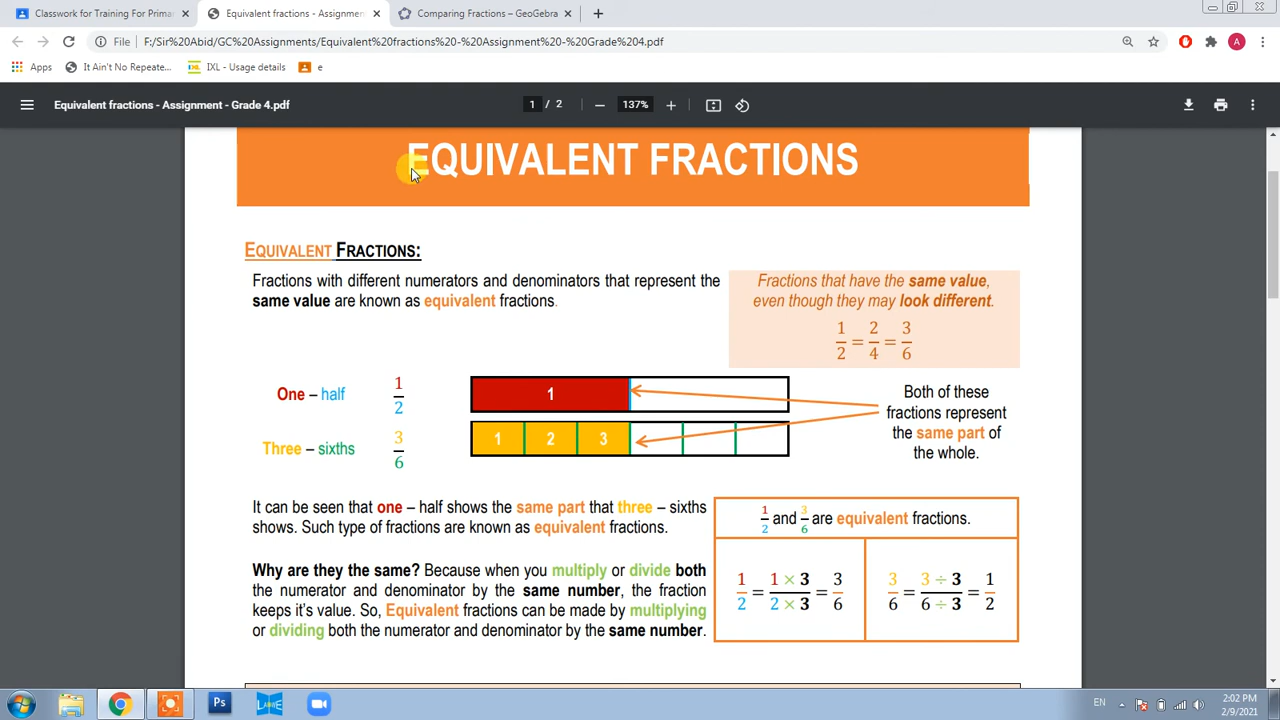 Classwork for Training For Prima
Equivalent fractions - Assignmen
Comparing Fractions – GeoGebra
File
F:/Sir%20Abid/GC%20Assignments/Equivalent%20fractions%20-%20Assignment%20-%20Grade%204.pdf
A
Apps
It Ain't No Repeate...
IXL - Usage details
e
Equivalent fractions - Assignment - Grade 4.pdf
1 / 2
137%
EQUIVALENT FRACTIONS
EQUIVALENT FRACTIONS:
Fractions with different numerators and denominators that represent the
same value are known as equivalent fractions.
Fractions that have the same value,
even though they may look different.
1/2 = 2/4 = 3/6
One – half 1/2
1
Three – sixths 3/6
1 2 3
Both of these
fractions represent
the same part of
the whole.
It can be seen that one – half shows the same part that three – sixths
shows. Such type of fractions are known as equivalent fractions.
Why are they the same? Because when you multiply or divide both
the numerator and denominator by the same number, the fraction
keeps it's value. So, Equivalent fractions can be made by multiplying
or dividing both the numerator and denominator by the same number.
1/2 and 3/6 are equivalent fractions.
1/2 = 1 × 3/2 × 3 = 3/6
3/6 = 3 ÷ 3/6 ÷ 3 = 1/2
Ps
EN
2:02 PM
2/9/2021